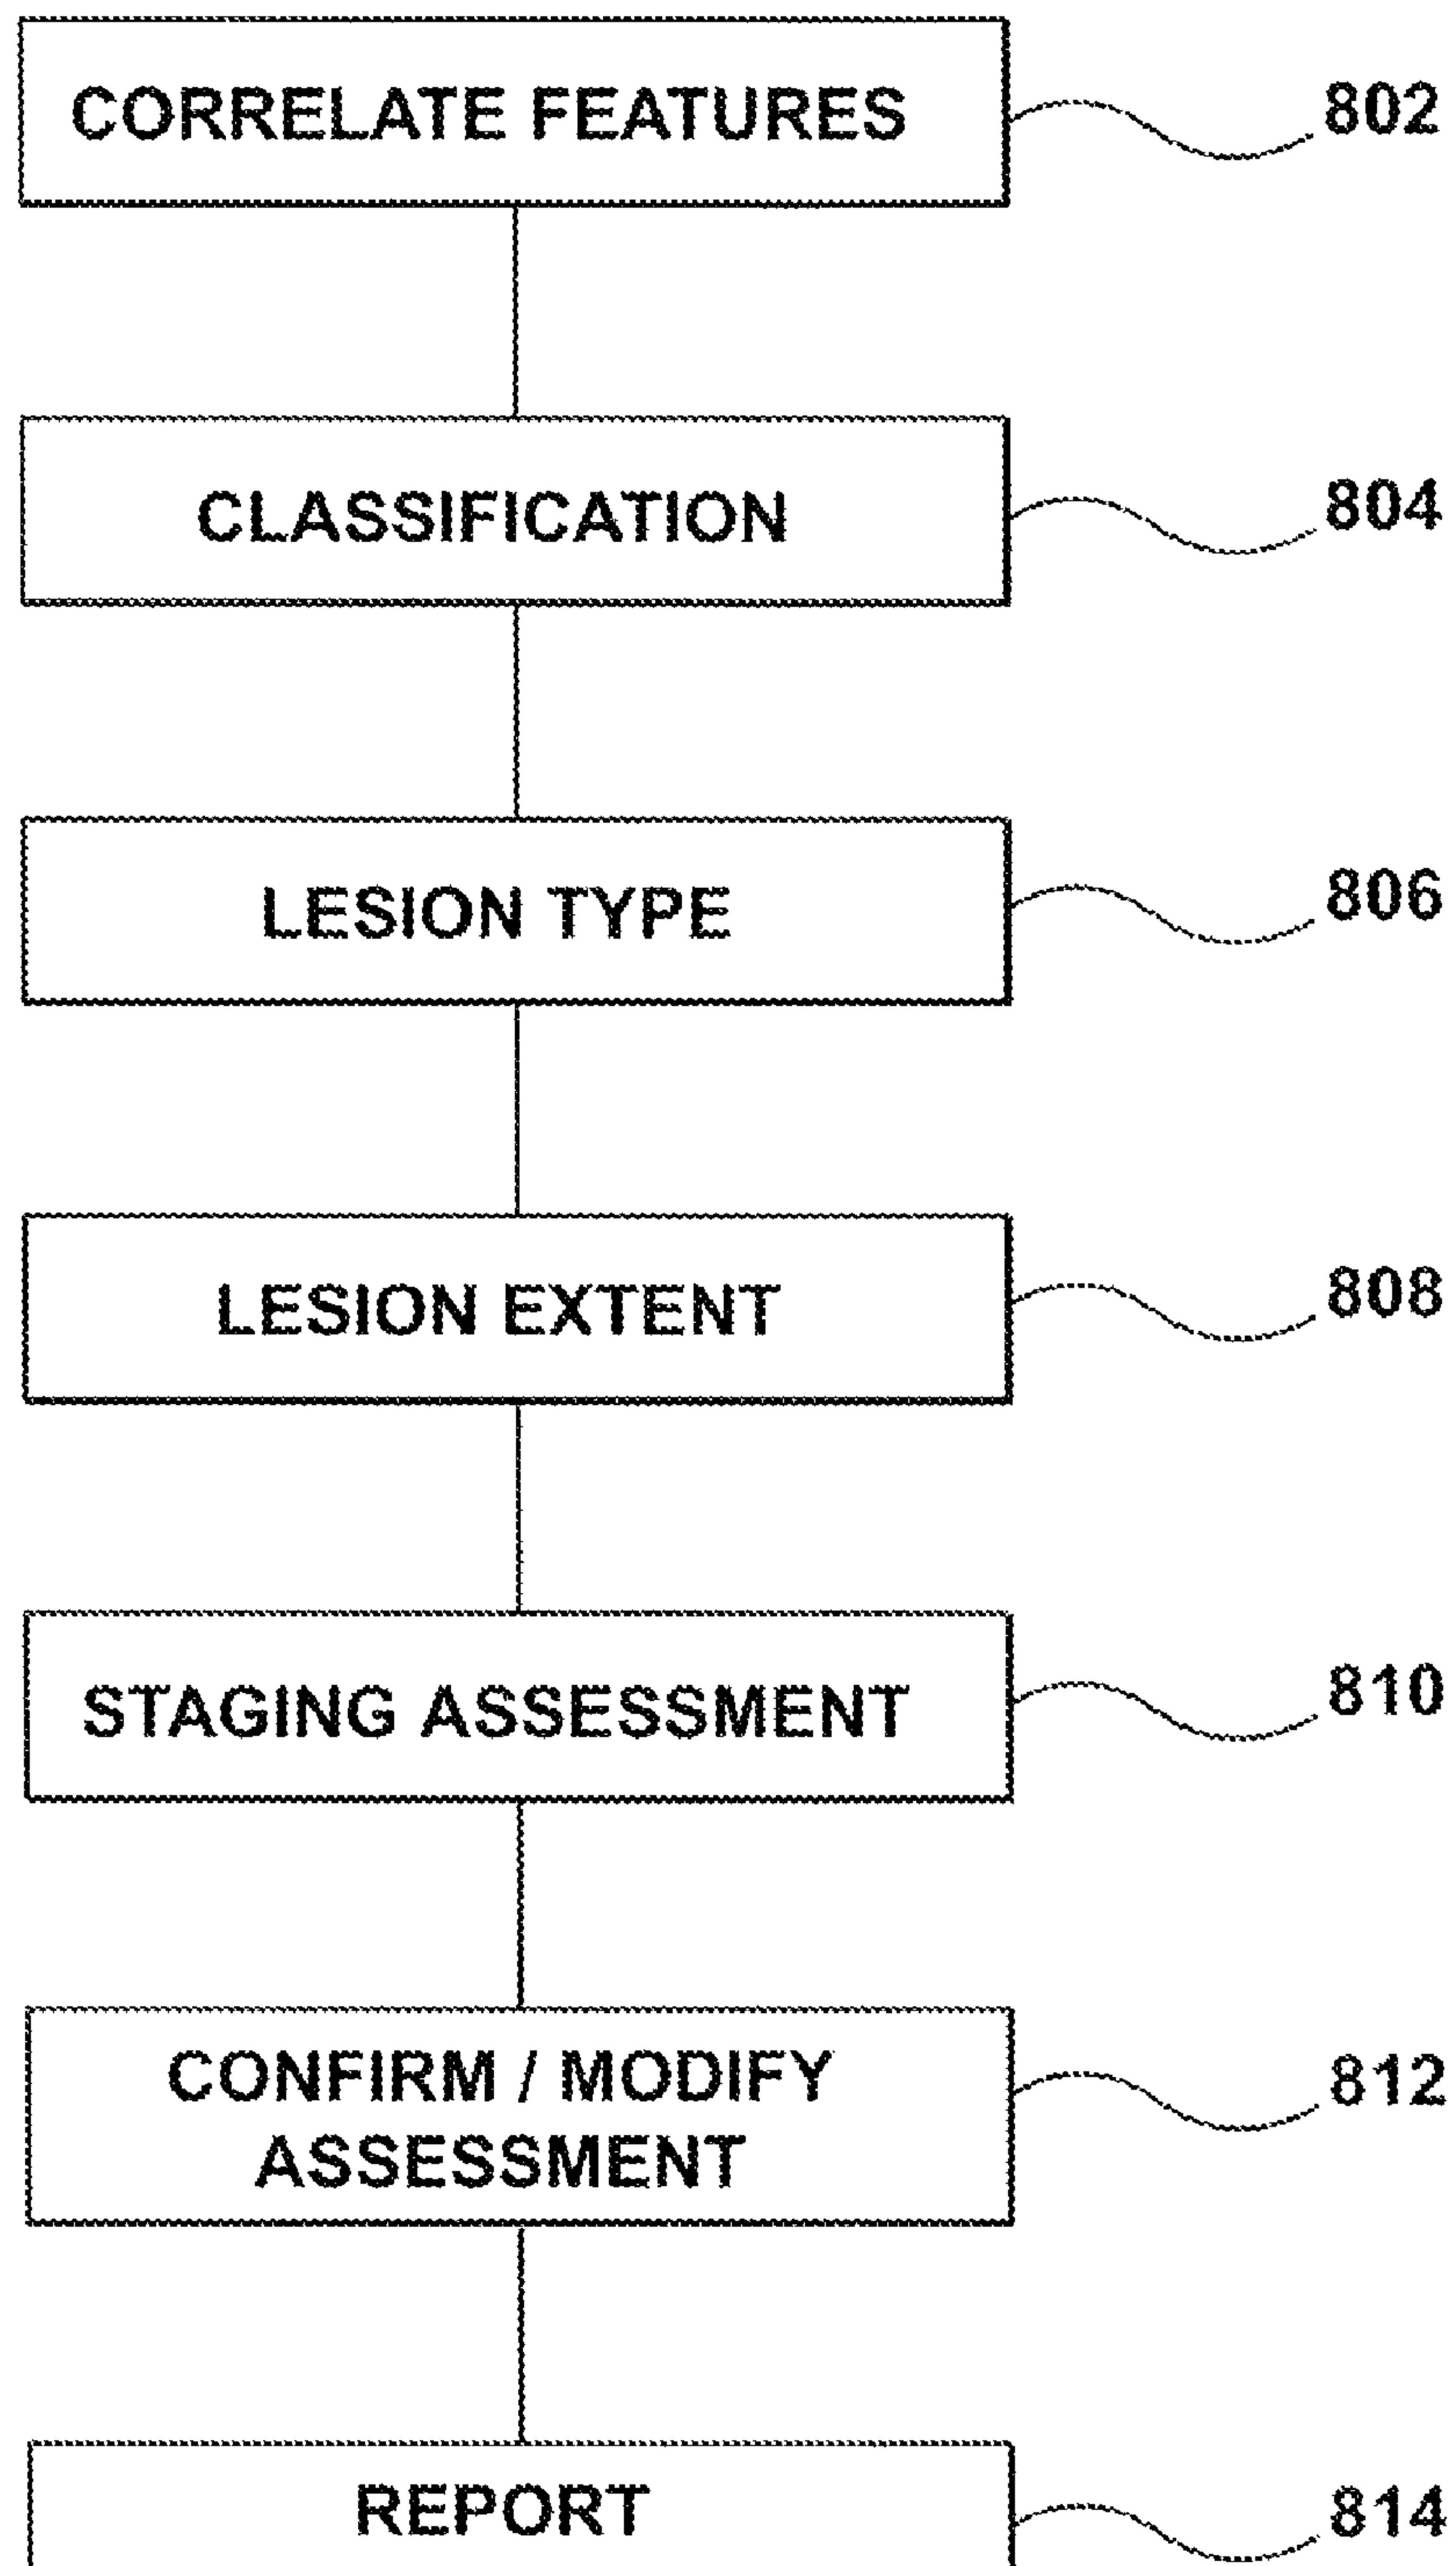 CORRELATE FEATURES 802
CLASSIFICATION 804
LESION TYPE 806
LESION EXTENT 808
STAGING ASSESSMENT 810
CONFIRM / MODIFY 812
ASSESSMENT
REPORT 814